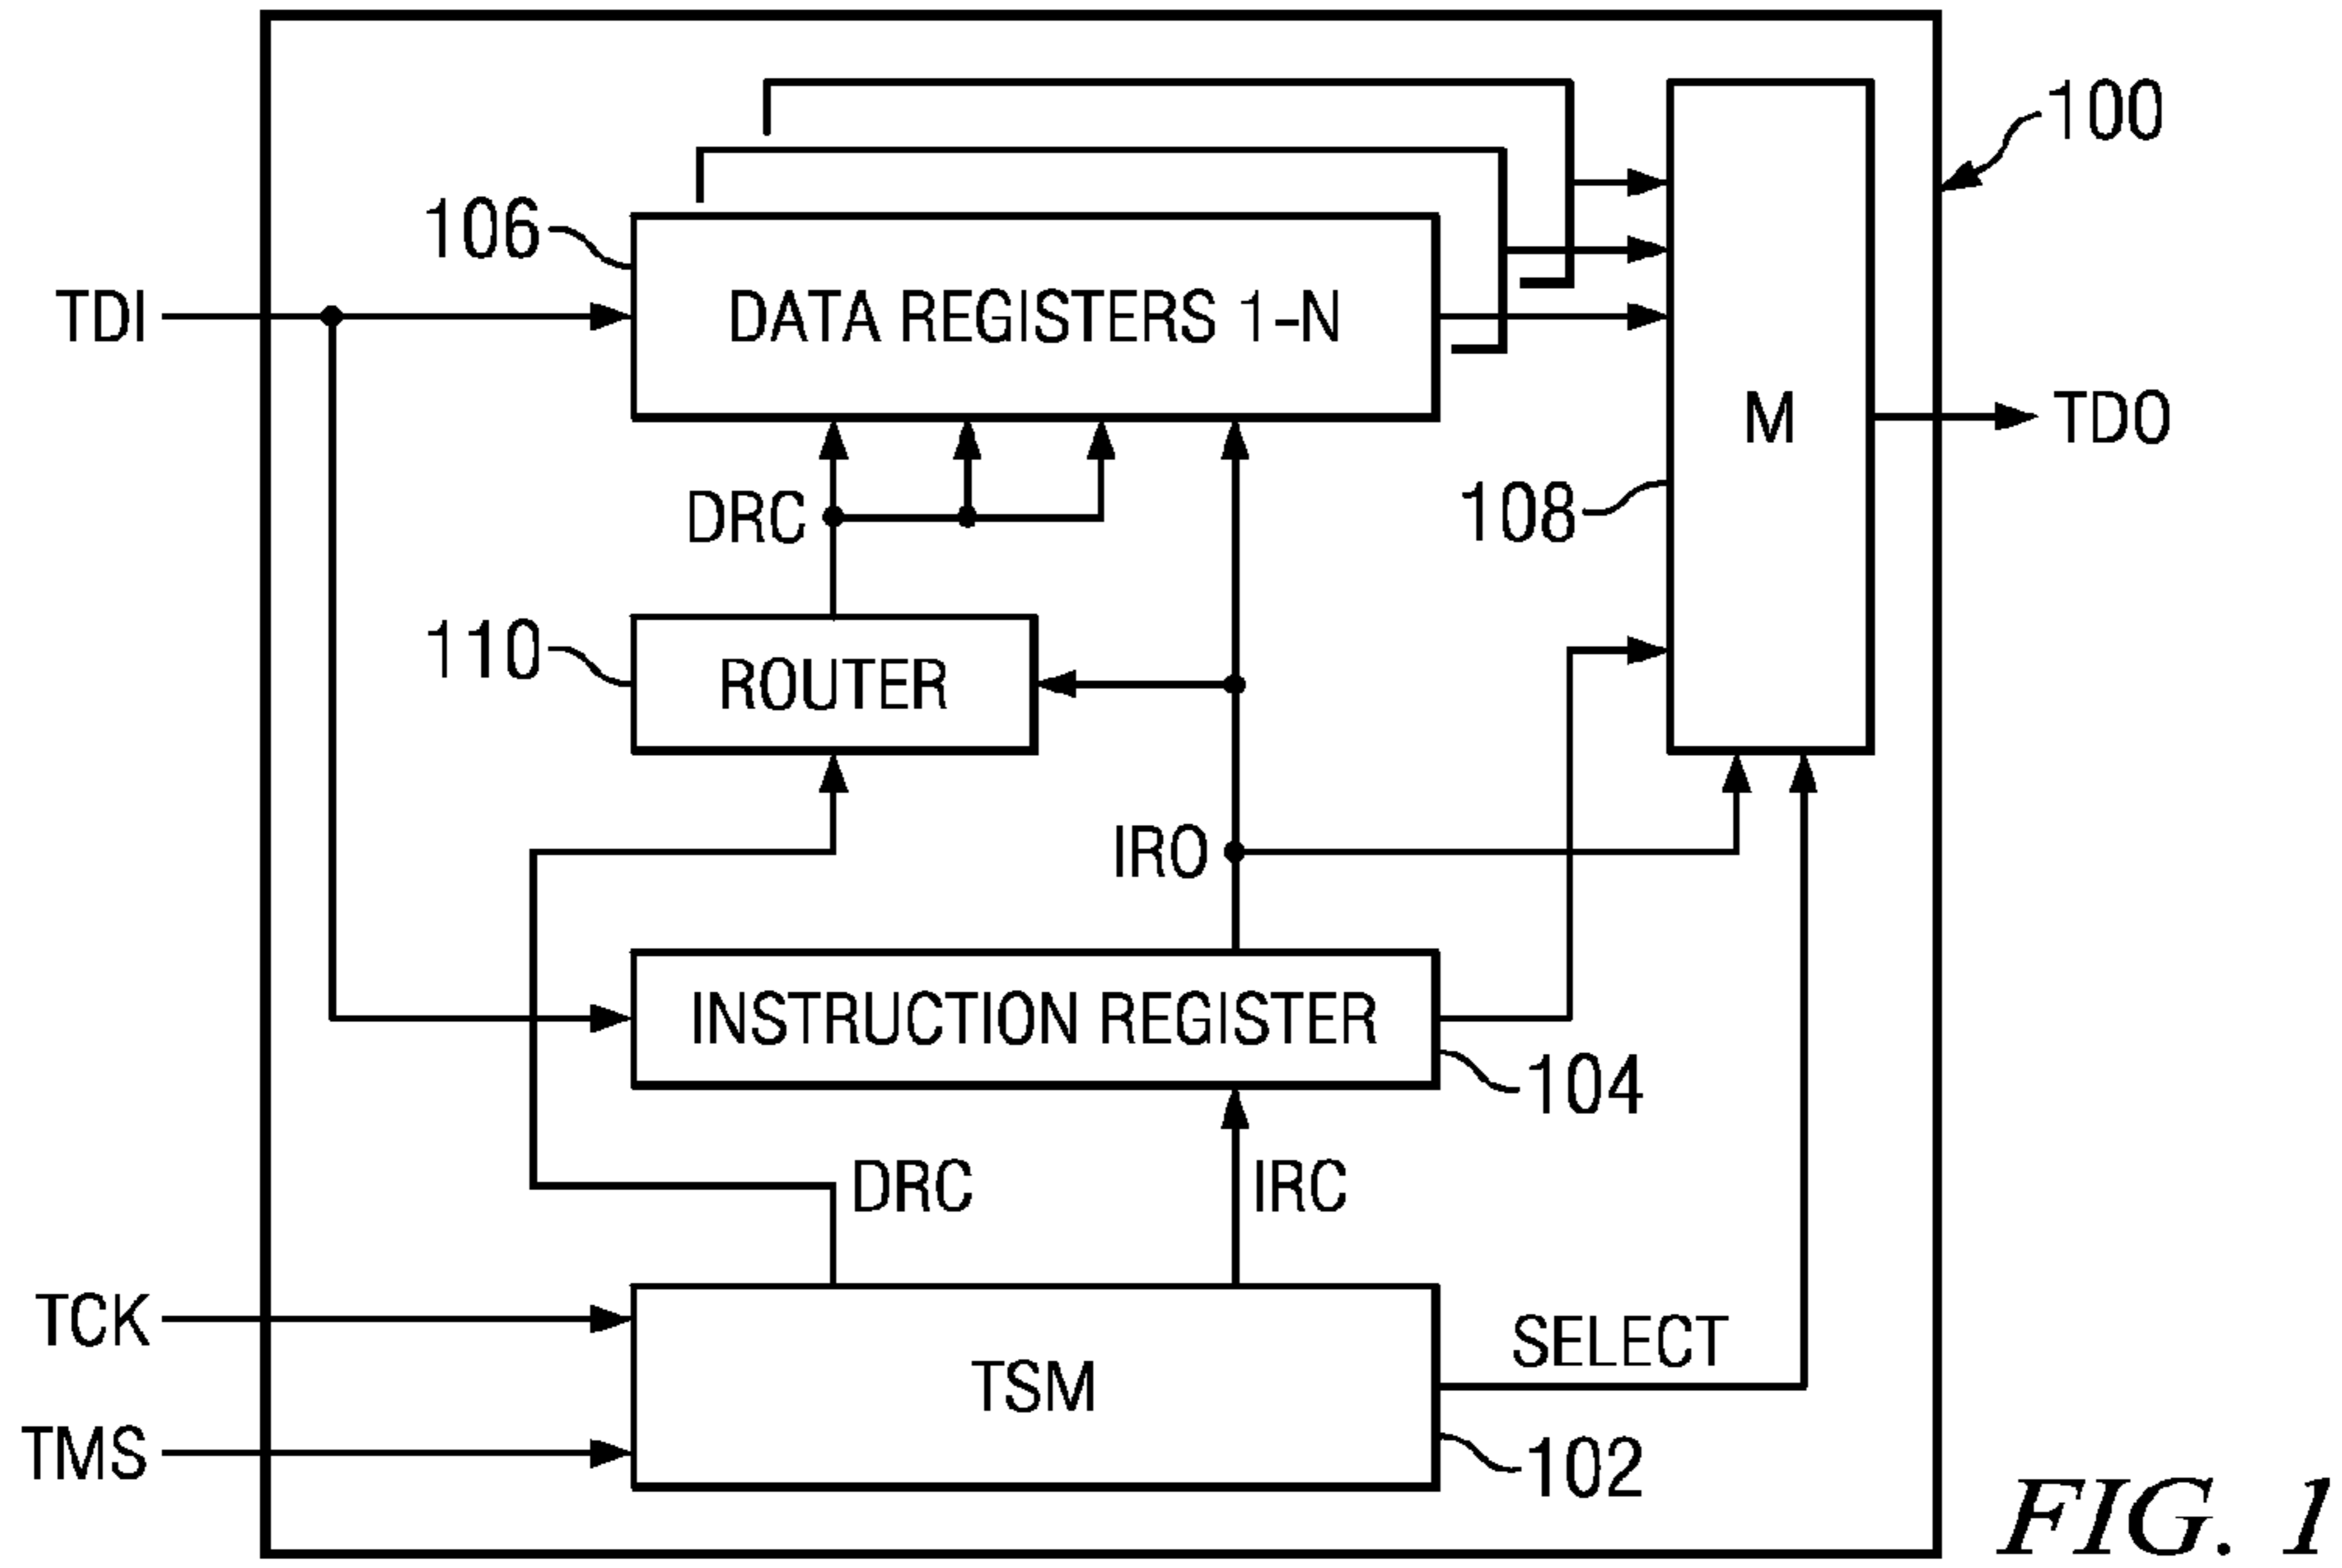 100
106
TDI
DATA REGISTERS 1-N
M
TDO
DRC
108
110
ROUTER
IRO
INSTRUCTION REGISTER
104
DRC
IRC
TCK
SELECT
TSM
TMS
102
FIG. 1